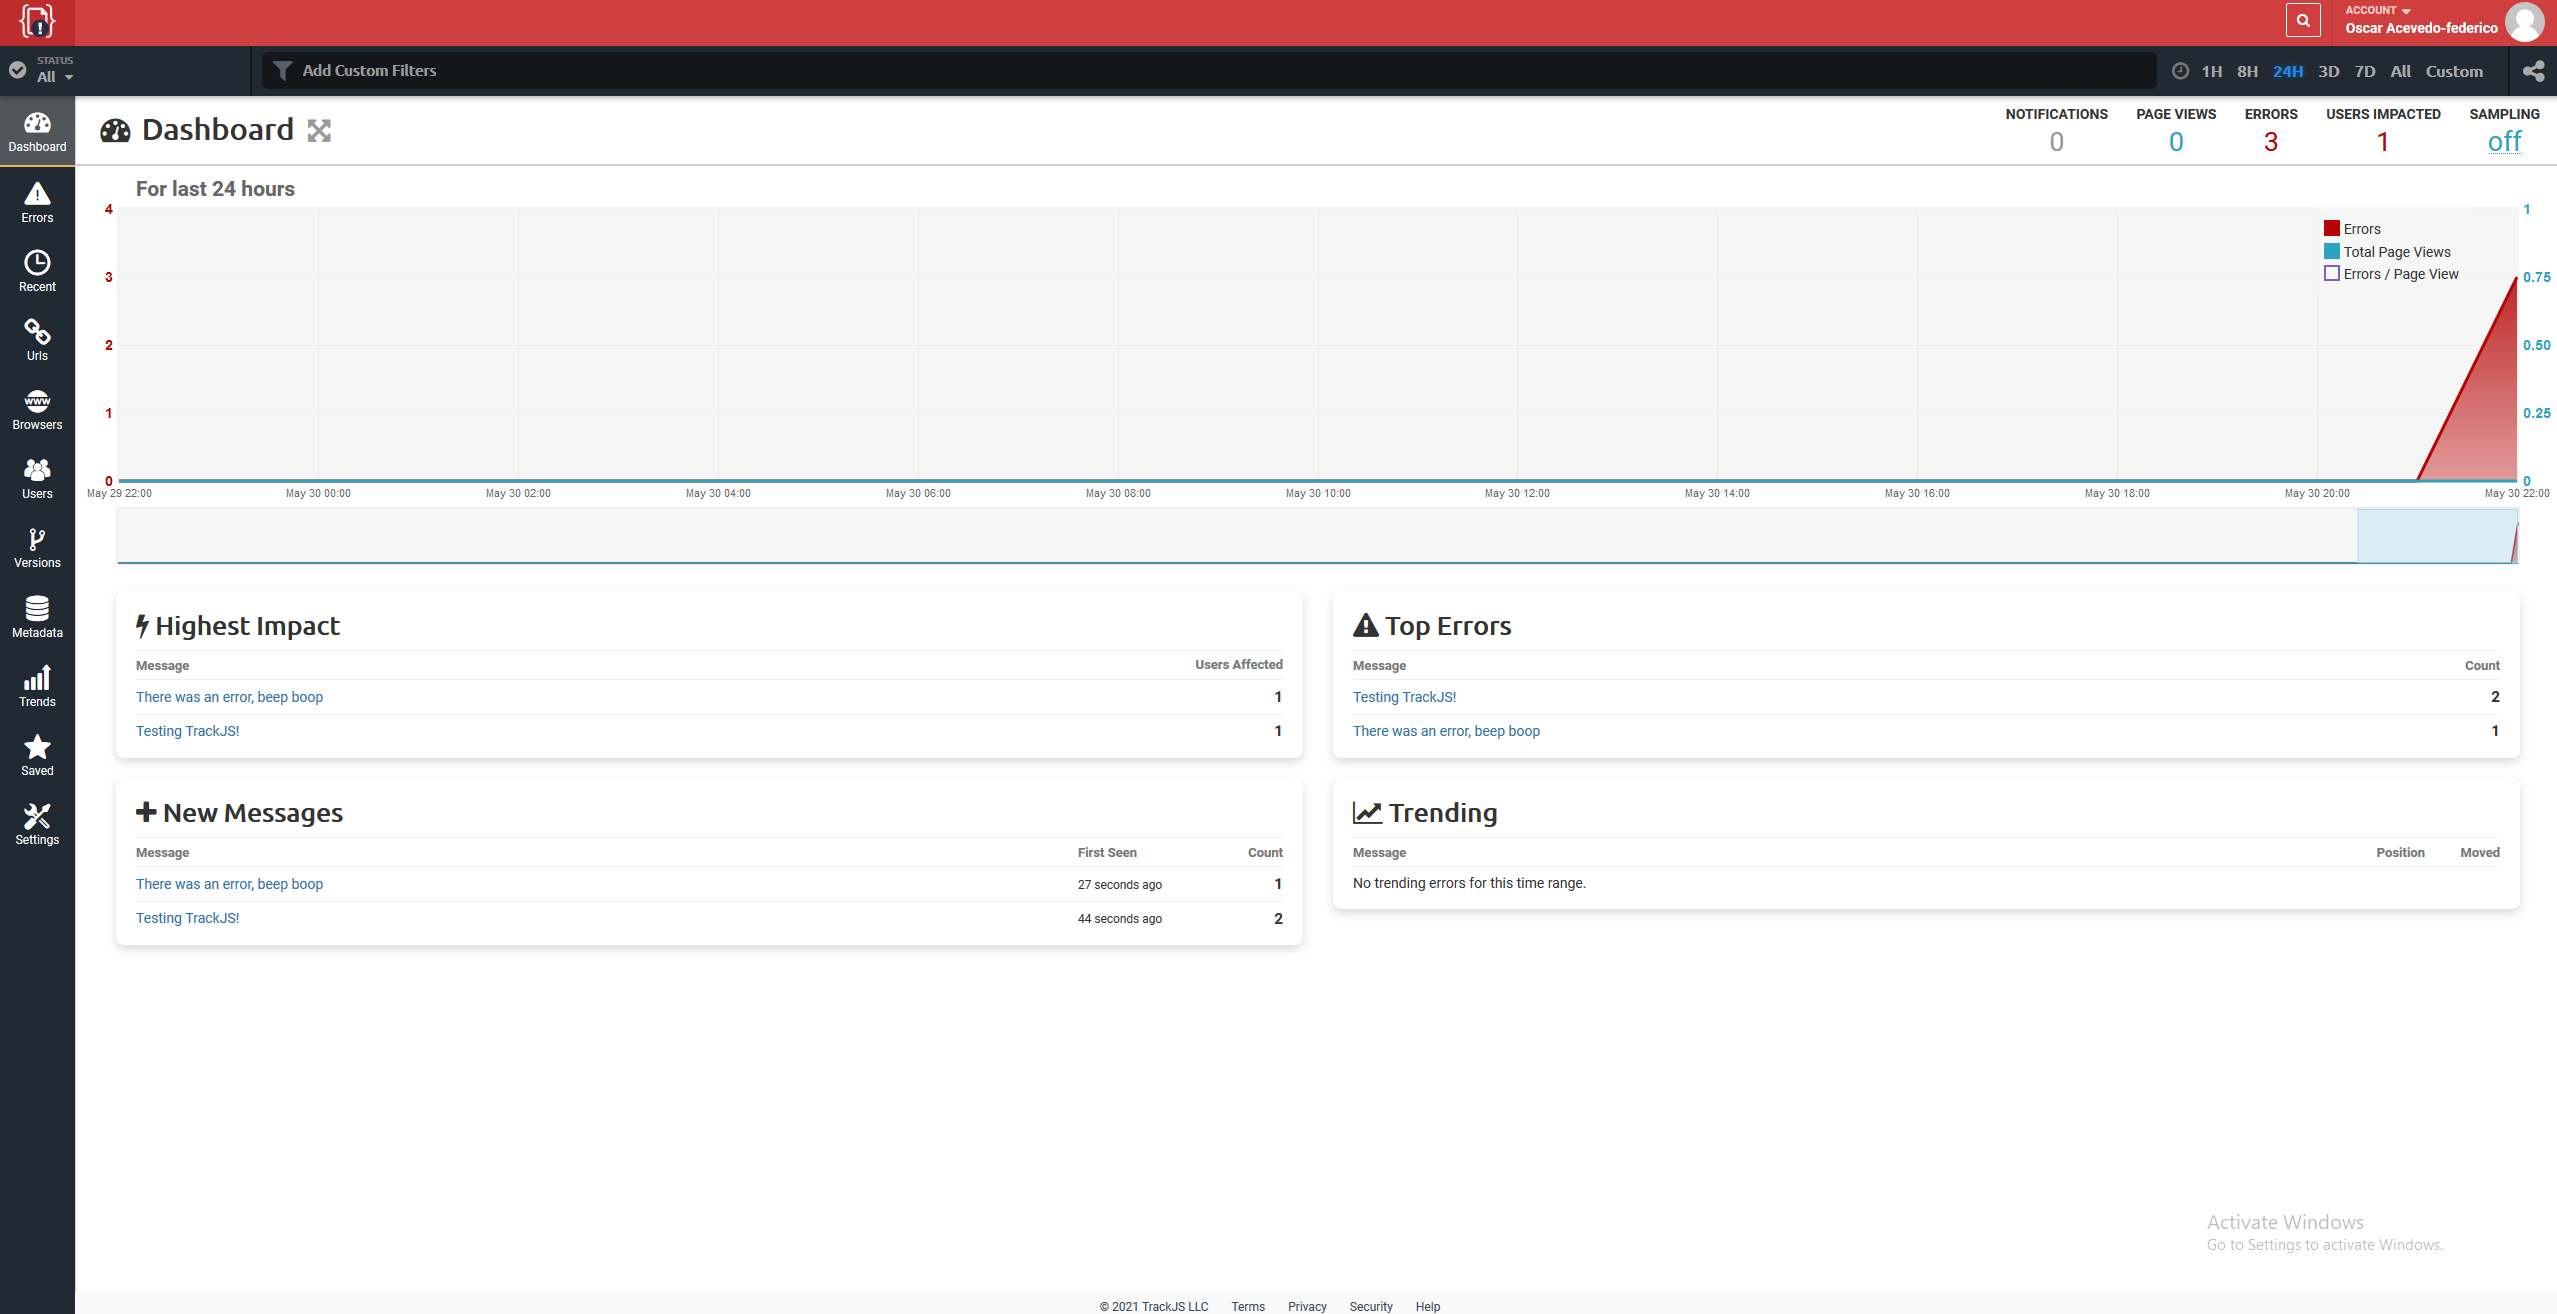 ACCOUNT
Oscar Acevedo-federico
STATUS
All
Add Custom Filters
1H 8H 24H 3D 7D All Custom
Dashboard
Errors
Recent
Urls
www
Browsers
Users
Versions
Metadata
Trends
Saved
Settings
Dashboard
NOTIFICATIONS PAGE VIEWS ERRORS USERS IMPACTED SAMPLING
0 0 3 1 off
For last 24 hours
4 1
3 0.75
2 0.50
1 0.25
0 0
Errors
Total Page Views
Errors / Page View
May 29 22:00 May 30 00:00 May 30 02:00 May 30 04:00 May 30 06:00 May 30 08:00 May 30 10:00 May 30 12:00 May 30 14:00 May 30 16:00 May 30 18:00 May 30 20:00 May 30 22:00
Highest Impact
Message Users Affected
There was an error, beep boop 1
Testing TrackJS! 1
Top Errors
Message Count
Testing TrackJS! 2
There was an error, beep boop 1
New Messages
Message First Seen Count
There was an error, beep boop 27 seconds ago 1
Testing TrackJS! 44 seconds ago 2
Trending
Message Position Moved
No trending errors for this time range.
Activate Windows
Go to Settings to activate Windows.
© 2021 TrackJS LLC Terms Privacy Security Help